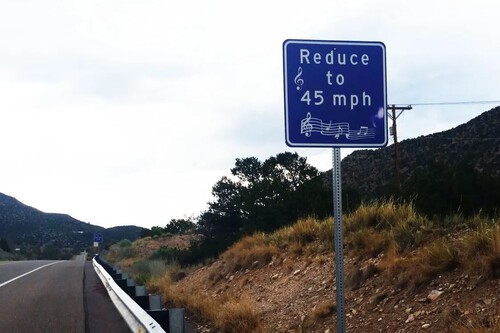 Reduce
to
45 mph